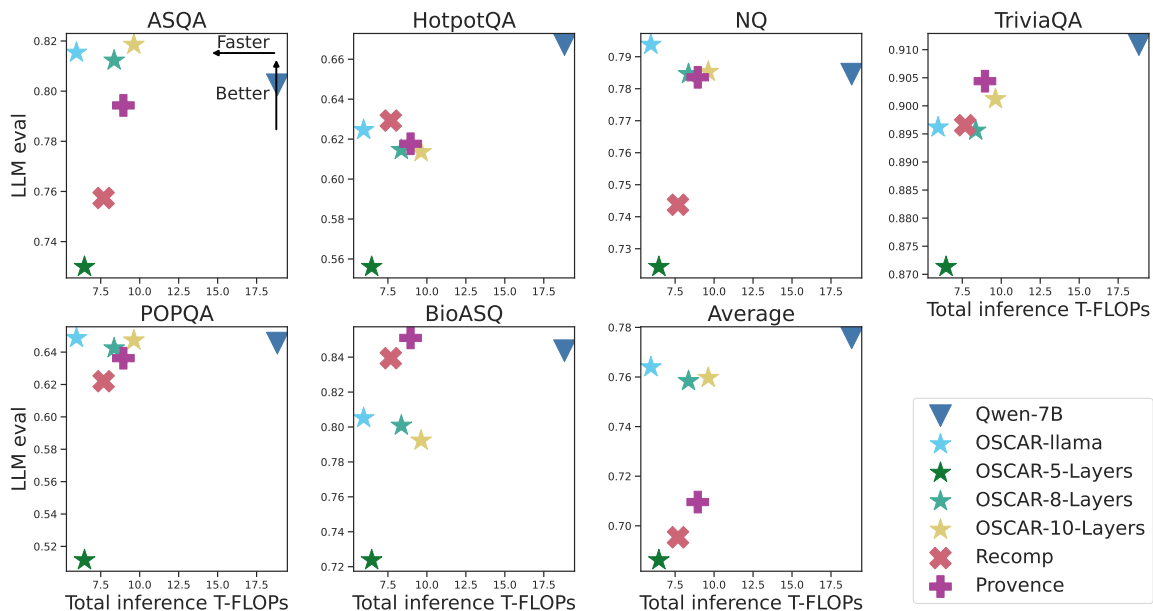 ASQA
HotpotQA
NQ
TriviaQA
LLM eval
0.82
0.80
0.78
0.76
0.74
Faster
Better
7.5 10.0 12.5 15.0 17.5
0.66
0.64
0.62
0.60
0.58
0.56
7.5 10.0 12.5 15.0 17.5
0.79
0.78
0.77
0.76
0.75
0.74
0.73
7.5 10.0 12.5 15.0 17.5
0.910
0.905
0.900
0.895
0.890
0.885
0.880
0.875
0.870
7.5 10.0 12.5 15.0 17.5
Total inference T-FLOPs
POPQA
BioASQ
Average
LLM eval
0.64
0.62
0.60
0.58
0.56
0.54
0.52
7.5 10.0 12.5 15.0 17.5
Total inference T-FLOPs
0.84
0.82
0.80
0.78
0.76
0.74
0.72
7.5 10.0 12.5 15.0 17.5
Total inference T-FLOPs
0.78
0.76
0.74
0.72
0.70
7.5 10.0 12.5 15.0 17.5
Total inference T-FLOPs
Qwen-7B
OSCAR-llama
OSCAR-5-Layers
OSCAR-8-Layers
OSCAR-10-Layers
Recomp
Provence